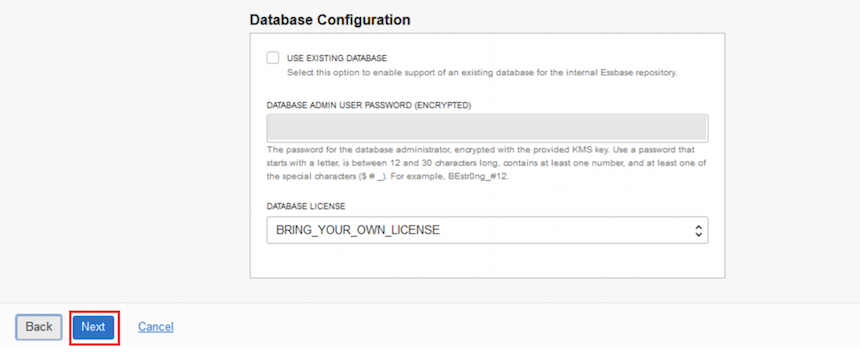 Database Configuration
USE EXISTING DATABASE
Select this option to enable support of an existing database for the internal Essbase repository.
DATABASE ADMIN USER PASSWORD (ENCRYPTED)
The password for the database administrator, encrypted with the provided KMS key. Use a password that
starts with a letter, is between 12 and 30 characters long, contains at least one number, and at least one of
the special characters ($ # _). For example, BEstr0ng_#12.
DATABASE LICENSE
BRING_YOUR_OWN_LICENSE
Back Next Cancel